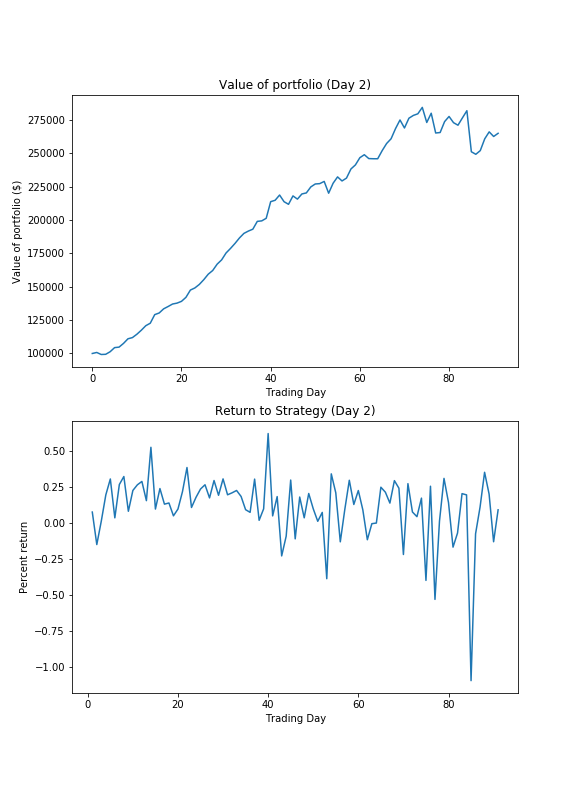 Value of portfolio (Day 2)
275000
250000
225000
200000
175000
150000
125000
100000
Value of portfolio ($)
0 20 40 60 80
Trading Day
Return to Strategy (Day 2)
0.50
0.25
0.00
−0.25
−0.50
−0.75
−1.00
Percent return
0 20 40 60 80
Trading Day